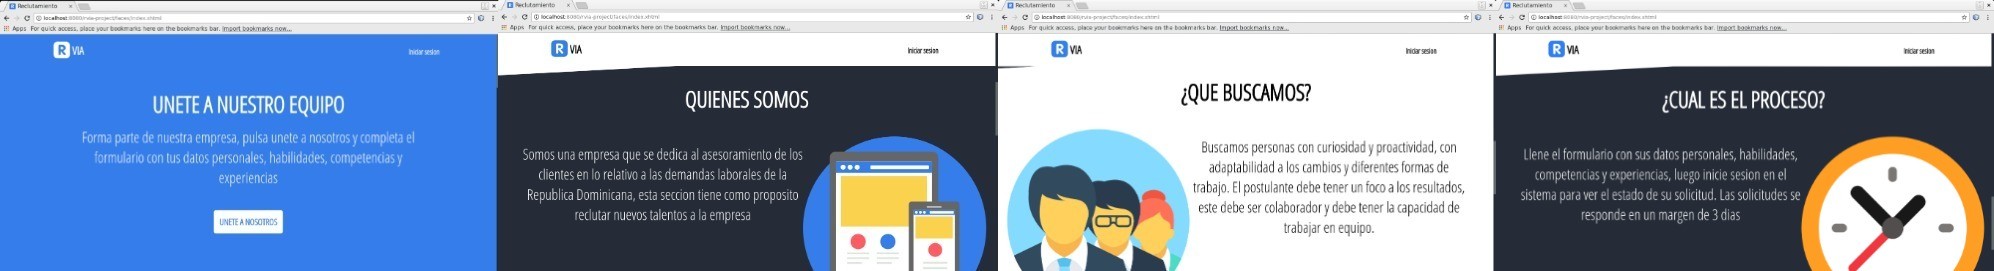 Reclutamiento
localhost:8080/rvia-project/faces/index.xhtml
Apps For quick access, place your bookmarks here on the bookmarks bar. Import bookmarks now...
R VIA
Iniciar sesion
UNETE A NUESTRO EQUIPO
Forma parte de nuestra empresa, pulsa unete a nosotros y completa el
formulario con tus datos personales, habilidades, competencias y
experiencias
UNETE A NOSOTROS
Reclutamiento
localhost:8080/rvia-project/faces/index.xhtml
Apps For quick access, place your bookmarks here on the bookmarks bar. Import bookmarks now...
R VIA
Iniciar sesion
QUIENES SOMOS
Somos una empresa que se dedica al asesoramiento de los
clientes en lo relativo a las demandas laborales de la
Republica Dominicana, esta seccion tiene como proposito
reclutar nuevos talentos a la empresa
Reclutamiento
localhost:8080/rvia-project/faces/index.xhtml
Apps For quick access, place your bookmarks here on the bookmarks bar. Import bookmarks now...
R VIA
Iniciar sesion
¿QUE BUSCAMOS?
Buscamos personas con curiosidad y proactividad, con
adaptabilidad a los cambios y diferentes formas de
trabajo. El postulante debe tener un foco a los resultados,
este debe ser colaborador y debe tener la capacidad de
trabajar en equipo.
Reclutamiento
localhost:8080/rvia-project/faces/index.xhtml
Apps For quick access, place your bookmarks here on the bookmarks bar. Import bookmarks now...
R VIA
Iniciar sesion
¿CUAL ES EL PROCESO?
Llene el formulario con sus datos personales, habilidades,
competencias y experiencias, luego inicie sesion en el
sistema para ver el estado de su solicitud. Las solicitudes se
responde en un margen de 3 dias